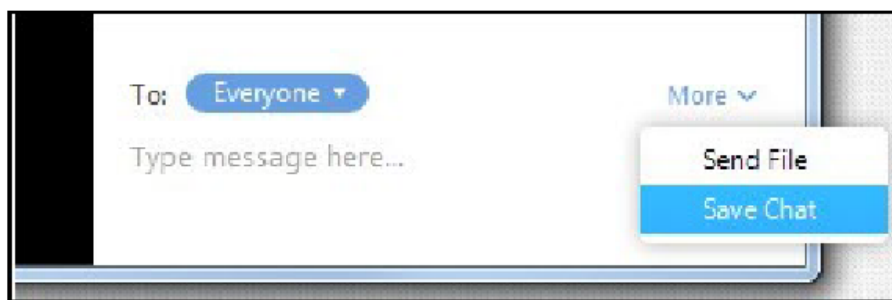 To: Everyone More
Type message here...
Send File
Save Chat